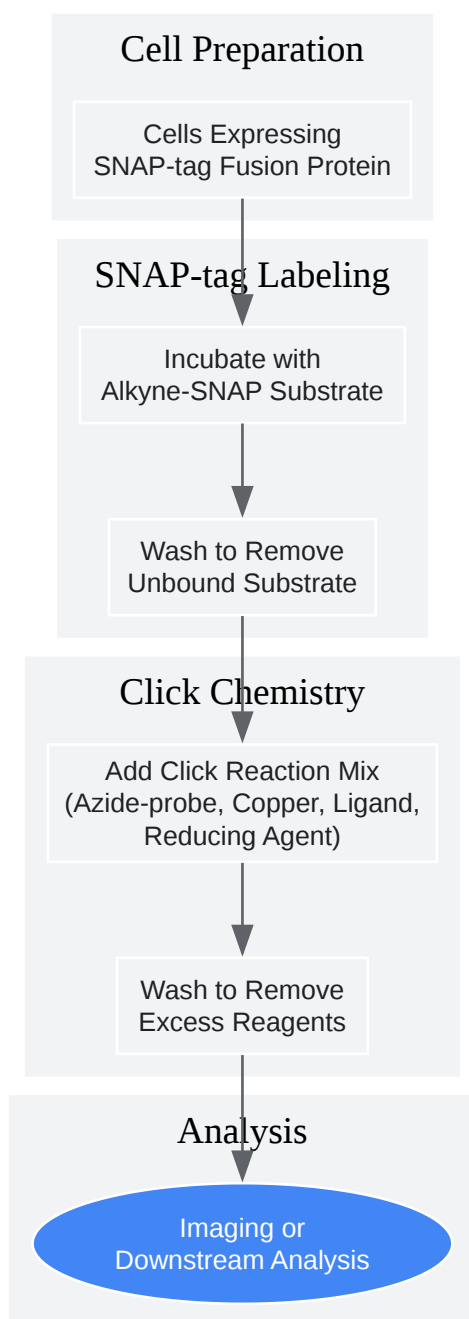 Cell Preparation
Cells Expressing
SNAP-tag Fusion Protein
SNAP-tag Labeling
Incubate with
Alkyne-SNAP Substrate
Wash to Remove
Unbound Substrate
Click Chemistry
Add Click Reaction Mix
(Azide-probe, Copper, Ligand,
Reducing Agent)
Wash to Remove
Excess Reagents
Analysis
Imaging or
Downstream Analysis